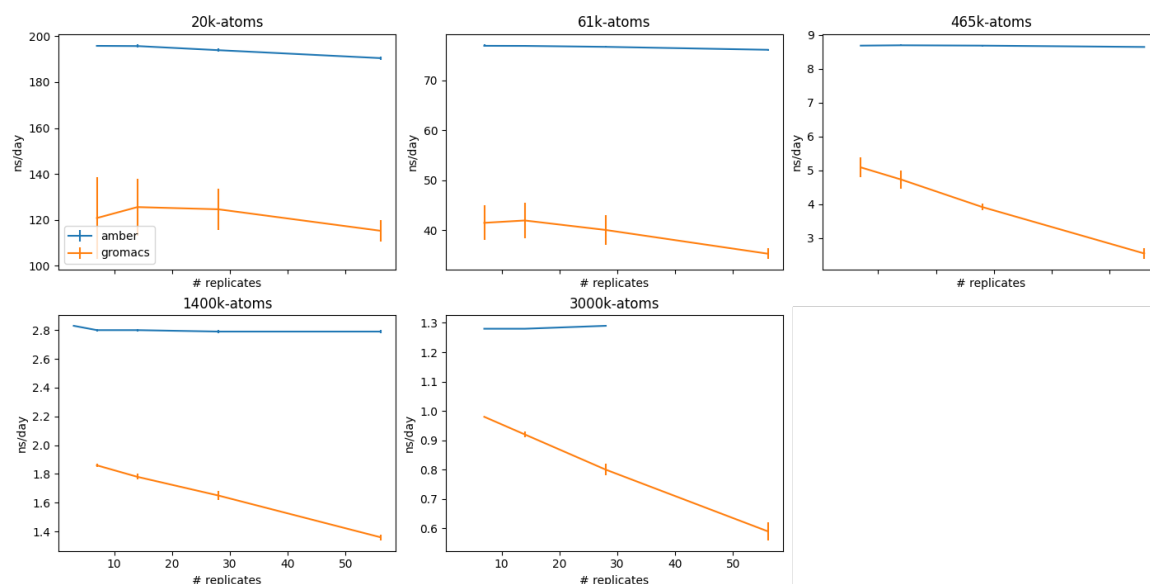 20k-atoms
200
180
160
140
120
100
ns/day
amber
gromacs
# replicates
61k-atoms
70
60
50
40
ns/day
# replicates
465k-atoms
9
8
7
6
5
4
3
ns/day
# replicates
1400k-atoms
2.8
2.6
2.4
2.2
2.0
1.8
1.6
1.4
ns/day
10 20 30 40 50
# replicates
3000k-atoms
1.3
1.2
1.1
1.0
0.9
0.8
0.7
0.6
ns/day
10 20 30 40 50
# replicates